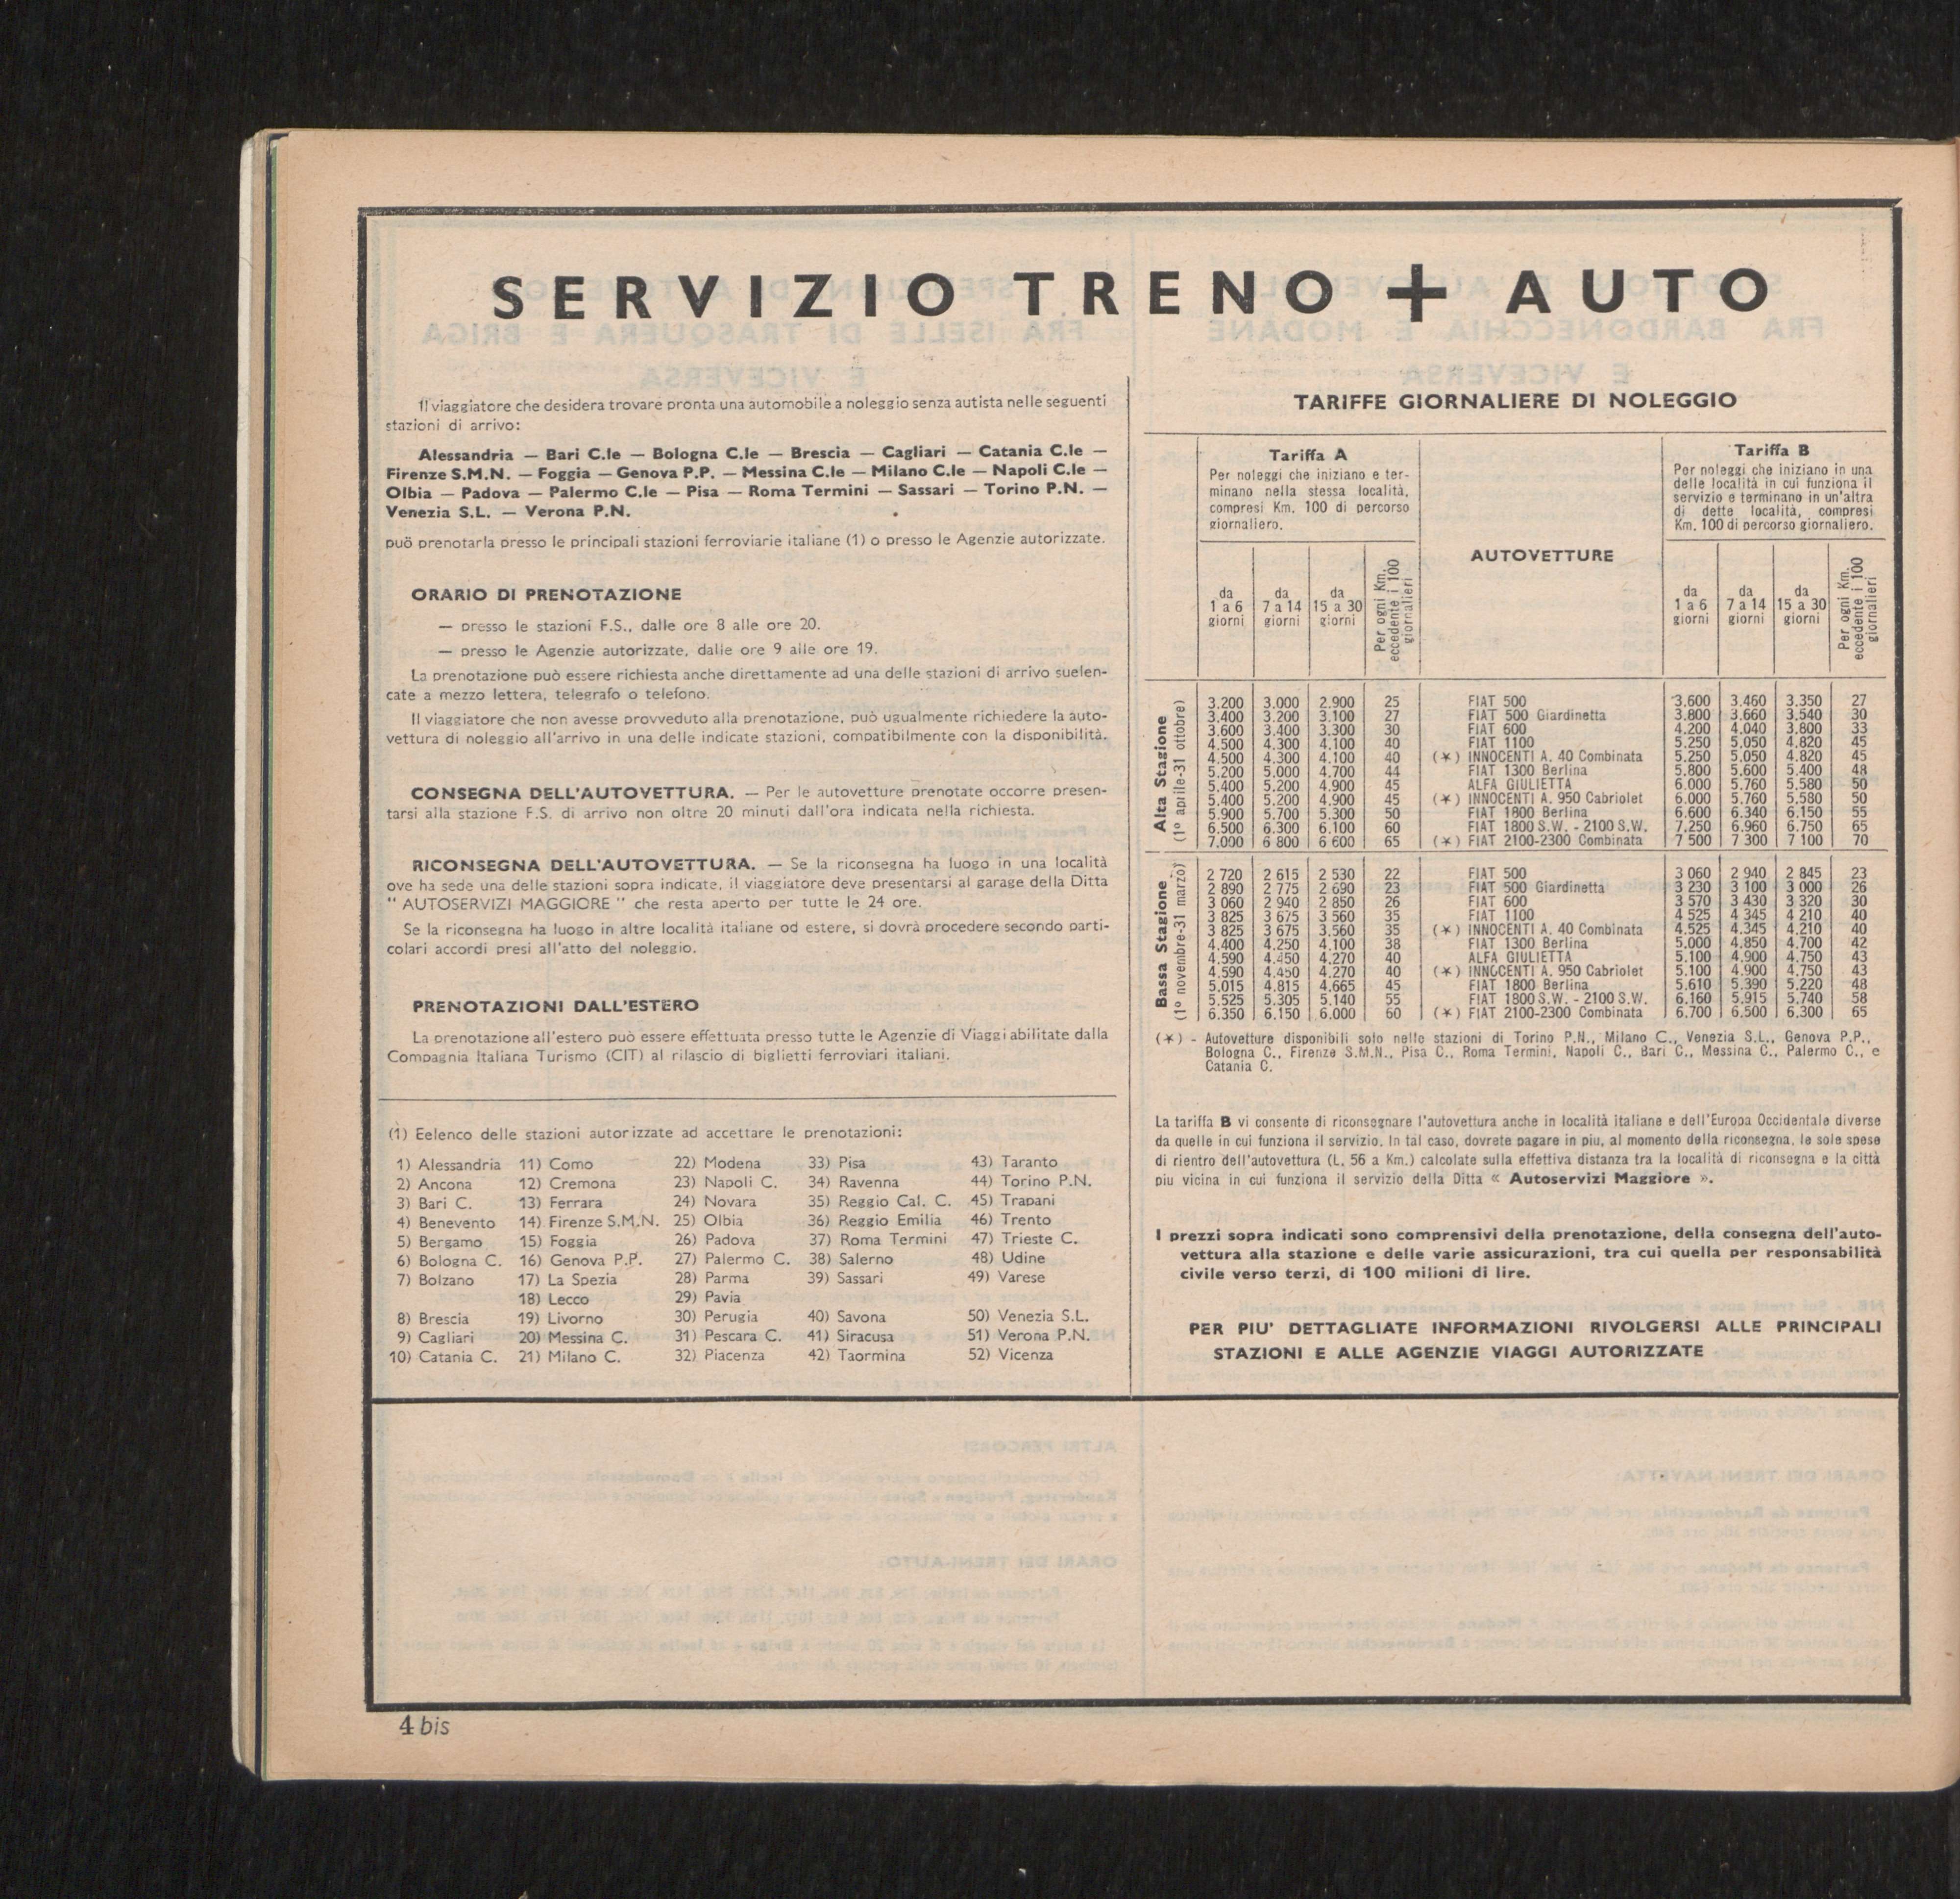 SERVIZIO TRENO + AUTO
Il viaggiatore che desidera trovare pronta una automobile a noleggio senza autista nelle seguenti
stazioni di arrivo:
Alessandria — Bari C.le — Bologna C.le — Brescia — Cagliari — Catania C.le —
Firenze S.M.N. — Foggia — Genova P.P. — Messina C.le — Milano C.le — Napoli C.le —
Olbia — Padova — Palermo C.le — Pisa — Roma Termini — Sassari — Torino P.N. —
Venezia S.L. — Verona P.N.
può prenotarla presso le principali stazioni ferroviarie italiane (1) o presso le Agenzie autorizzate.
ORARIO DI PRENOTAZIONE
— presso le stazioni F.S., dalle ore 8 alle ore 20.
— presso le Agenzie autorizzate, dalle ore 9 alle ore 19.
La prenotazione può essere richiesta anche direttamente ad una delle stazioni di arrivo suelen-
cate a mezzo lettera, telegrafo o telefono.
Il viaggiatore che non avesse provveduto alla prenotazione, può ugualmente richiedere la auto-
vettura di noleggio all'arrivo in una delle indicate stazioni, compatibilmente con la disponibilità.
CONSEGNA DELL'AUTOVETTURA. — Per le autovetture prenotate occorre presen-
tarsi alla stazione F.S. di arrivo non oltre 20 minuti dall'ora indicata nella richiesta.
RICONSEGNA DELL'AUTOVETTURA. — Se la riconsegna ha luogo in una località
ove ha sede una delle stazioni sopra indicate, il viaggiatore deve presentarsi al garage della Ditta
" AUTOSERVIZI MAGGIORE " che resta aperto per tutte le 24 ore.
Se la riconsegna ha luogo in altre località italiane od estere, si dovrà procedere secondo parti-
colari accordi presi all'atto del noleggio.
PRENOTAZIONI DALL'ESTERO
La prenotazione all'estero può essere effettuata presso tutte le Agenzie di Viaggi abilitate dalla
Compagnia Italiana Turismo (CIT) al rilascio di biglietti ferroviari italiani.
(1) Eelenco delle stazioni autorizzate ad accettare le prenotazioni:
1) Alessandria 11) Como 22) Modena 33) Pisa 43) Taranto
2) Ancona 12) Cremona 23) Napoli C. 34) Ravenna 44) Torino P.N.
3) Bari C. 13) Ferrara 24) Novara 35) Reggio Cal. C. 45) Trapani
4) Benevento 14) Firenze S.M.N. 25) Olbia 36) Reggio Emilia 46) Trento
5) Bergamo 15) Foggia 26) Padova 37) Roma Termini 47) Trieste C.
6) Bologna C. 16) Genova P.P. 27) Palermo C. 38) Salerno 48) Udine
7) Bolzano 17) La Spezia 28) Parma 39) Sassari 49) Varese
18) Lecco 29) Pavia
8) Brescia 19) Livorno 30) Perugia 40) Savona 50) Venezia S.L.
9) Cagliari 20) Messina C. 31) Pescara C. 41) Siracusa 51) Verona P.N.
10) Catania C. 21) Milano C. 32) Piacenza 42) Taormina 52) Vicenza
TARIFFE GIORNALIERE DI NOLEGGIO
Tariffa A
Per noleggi che iniziano e ter-
minano nella stessa località,
compresi Km. 100 di percorso
giornaliero.
AUTOVETTURE
Tariffa B
Per noleggi che iniziano in una
delle località in cui funziona il
servizio e terminano in un'altra
di dette località, compresi
Km. 100 di percorso giornaliero.
da 1 a 6 giorni
da 7 a 14 giorni
da 15 a 30 giorni
Per ogni Km. eccedente i 100 giornalieri
da 1 a 6 giorni
da 7 a 14 giorni
da 15 a 30 giorni
Per ogni Km. eccedente i 100 giornalieri
Alta Stagione
(1º aprile-31 ottobre)
3.200 3.000 2.900 25 FIAT 500 3.600 3.460 3.350 27
3.400 3.200 3.100 27 FIAT 500 Giardinetta 3.800 3.660 3.540 30
3.600 3.400 3.300 30 FIAT 600 4.200 4.040 3.800 33
4.500 4.300 4.100 40 FIAT 1100 5.250 5.050 4.820 45
4.500 4.300 4.100 40 (*) INNOCENTI A. 40 Combinata 5.250 5.050 4.820 45
5.200 5.000 4.700 44 FIAT 1300 Berlina 5.800 5.600 5.400 48
5.400 5.200 4.900 45 ALFA GIULIETTA 6.000 5.760 5.580 50
5.400 5.200 4.900 45 (*) INNOCENTI A. 950 Cabriolet 6.000 5.760 5.580 50
5.900 5.700 5.300 50 FIAT 1800 Berlina 6.600 6.340 6.150 55
6.500 6.300 6.100 60 FIAT 1800 S.W. - 2100 S.W. 7.250 6.960 6.750 65
7.000 6 800 6 600 65 (*) FIAT 2100-2300 Combinata 7 500 7 300 7 100 70
Bassa Stagione
(1º novembre-31 marzo)
2 720 2 615 2 530 22 FIAT 500 3 060 2 940 2 845 23
2 890 2 775 2 690 23 FIAT 500 Giardinetta 3 230 3 100 3 000 26
3 060 2 940 2 850 26 FIAT 600 3 570 3 430 3 320 30
3 825 3 675 3 560 35 FIAT 1100 4 525 4 345 4 210 40
3 825 3 675 3.560 35 (*) INNOCENTI A. 40 Combinata 4.525 4.345 4.210 40
4.400 4.250 4.100 38 FIAT 1300 Berlina 5.000 4.850 4.700 42
4.590 4.450 4.270 40 ALFA GIULIETTA 5.100 4.900 4.750 43
4.590 4.450 4.270 40 (*) INNOCENTI A. 950 Cabriolet 5.100 4.900 4.750 43
5.015 4.815 4.665 45 FIAT 1800 Berlina 5.610 5.390 5.220 48
5.525 5.305 5.140 55 FIAT 1800 S.W. - 2100 S.W. 6.160 5.915 5.740 58
6.350 6.150 6.000 60 (*) FIAT 2100-2300 Combinata 6.700 6.500 6.300 65
(*) - Autovetture disponibili solo nelle stazioni di Torino P.N., Milano C., Venezia S.L., Genova P.P.,
Bologna C., Firenze S.M.N., Pisa C., Roma Termini, Napoli C., Bari C., Messina C., Palermo C., e
Catania C.
La tariffa B vi consente di riconsegnare l'autovettura anche in località italiane e dell'Europa Occidentale diverse
da quelle in cui funziona il servizio. In tal caso, dovrete pagare in piu, al momento della riconsegna, le sole spese
di rientro dell'autovettura (L. 56 a Km.) calcolate sulla effettiva distanza tra la località di riconsegna e la città
piu vicina in cui funziona il servizio della Ditta « Autoservizi Maggiore ».
I prezzi sopra indicati sono comprensivi della prenotazione, della consegna dell'auto-
vettura alla stazione e delle varie assicurazioni, tra cui quella per responsabilità
civile verso terzi, di 100 milioni di lire.
PER PIU' DETTAGLIATE INFORMAZIONI RIVOLGERSI ALLE PRINCIPALI
STAZIONI E ALLE AGENZIE VIAGGI AUTORIZZATE
4 bis